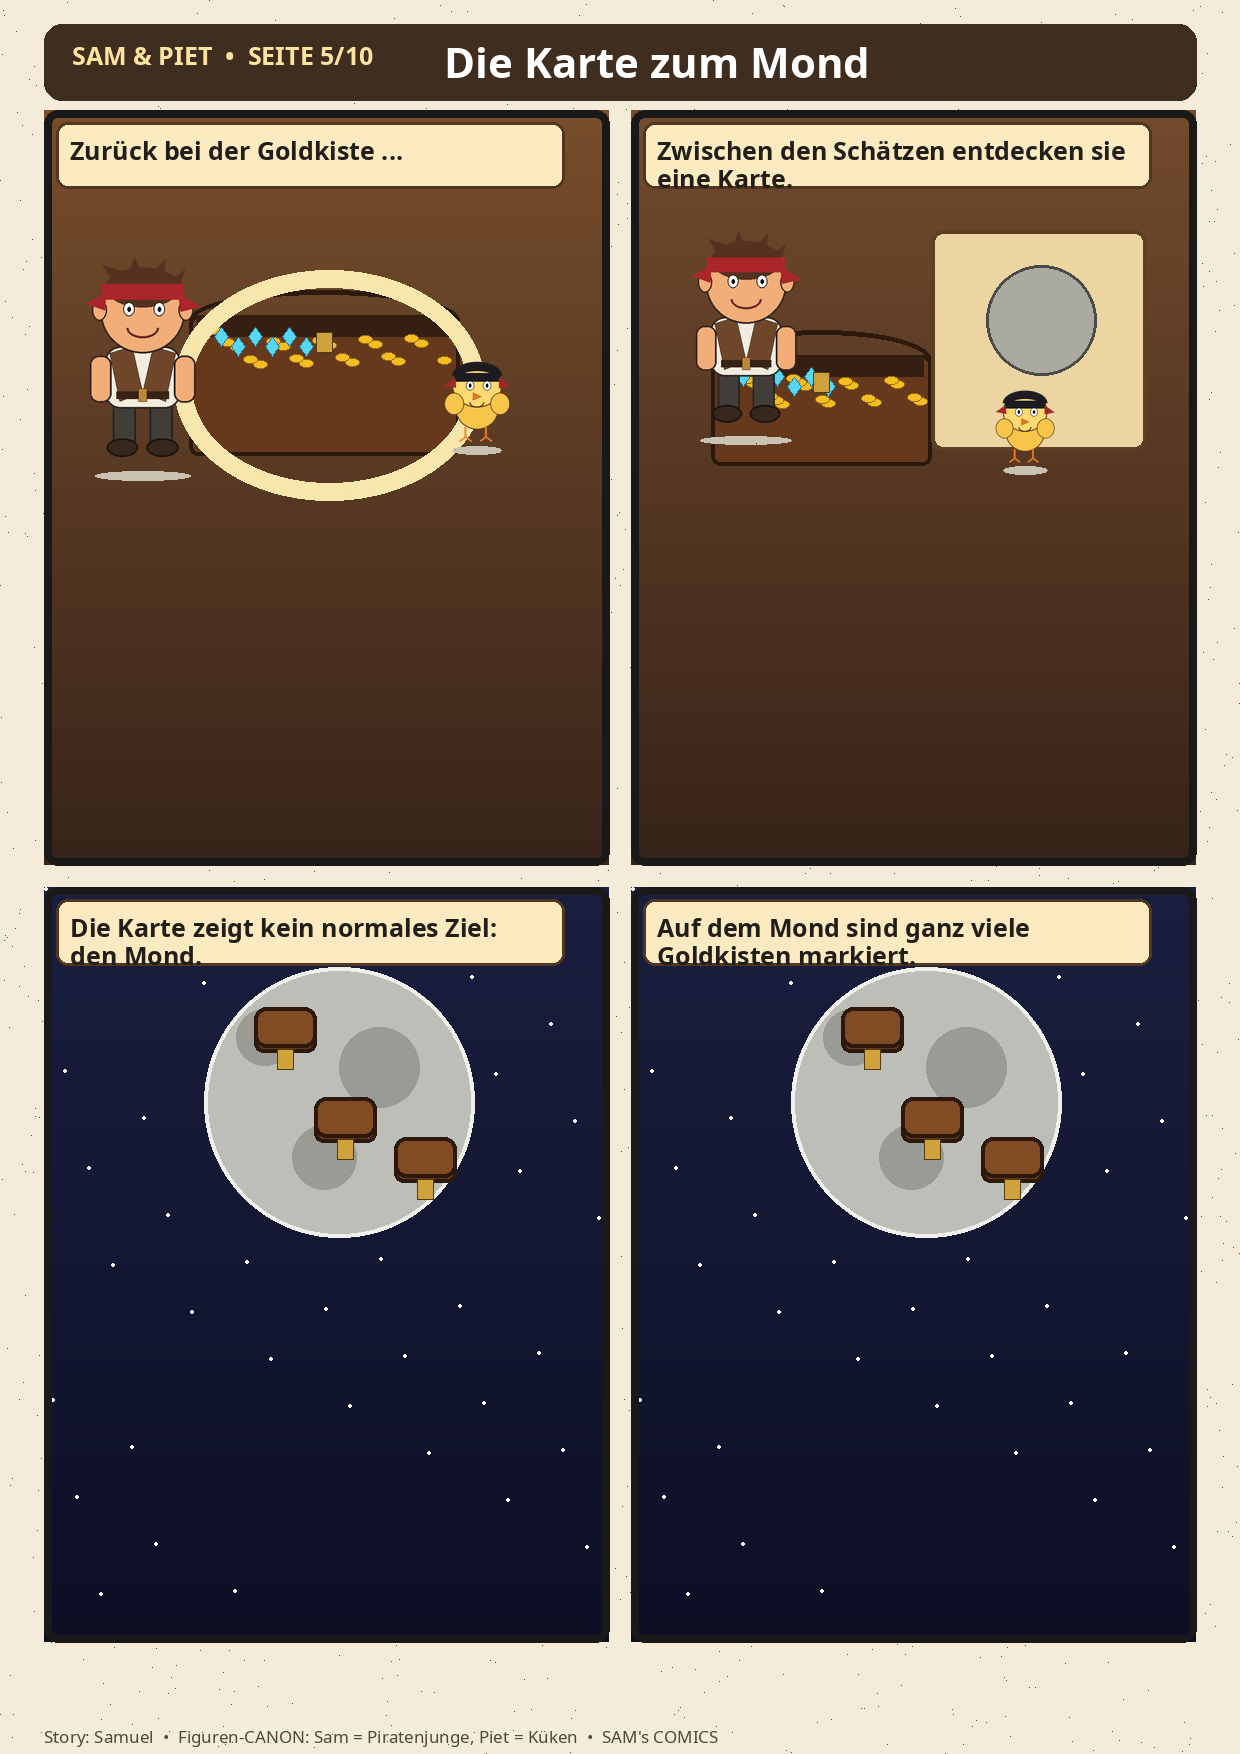 SAM & PIET • SEITE 5/10
Die Karte zum Mond
Zurück bei der Goldkiste ...
Zwischen den Schätzen entdecken sie
eine Karte.
Die Karte zeigt kein normales Ziel:
den Mond.
Auf dem Mond sind ganz viele
Goldkisten markiert.
Story: Samuel • Figuren-CANON: Sam = Piratenjunge, Piet = Küken • SAM's COMICS